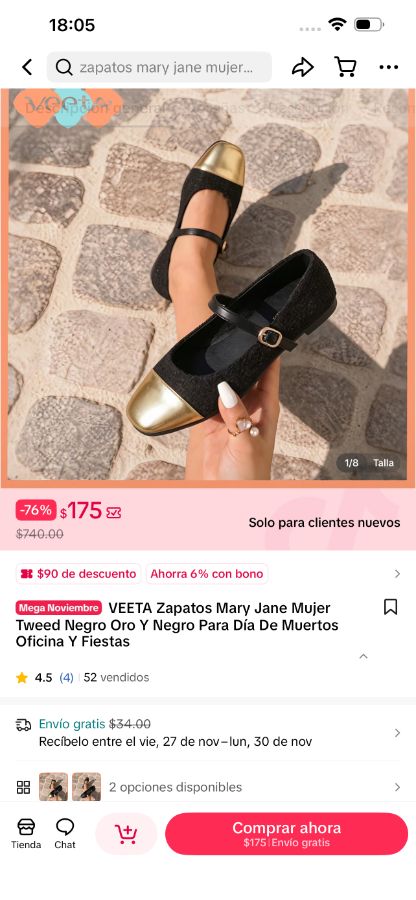 18:05
zapatos mary jane mujer...
veeta
1/8 Talla
-76% $175
$740.00
Solo para clientes nuevos
$90 de descuento
Ahorra 6% con bono
Mega Noviembre VEETA Zapatos Mary Jane Mujer
Tweed Negro Oro Y Negro Para Día De Muertos
Oficina Y Fiestas
4.5 (4) 52 vendidos
Envío gratis $34.00
Recíbelo entre el vie, 27 de nov–lun, 30 de nov
2 opciones disponibles
Tienda
Chat
Comprar ahora
$175 | Envío gratis